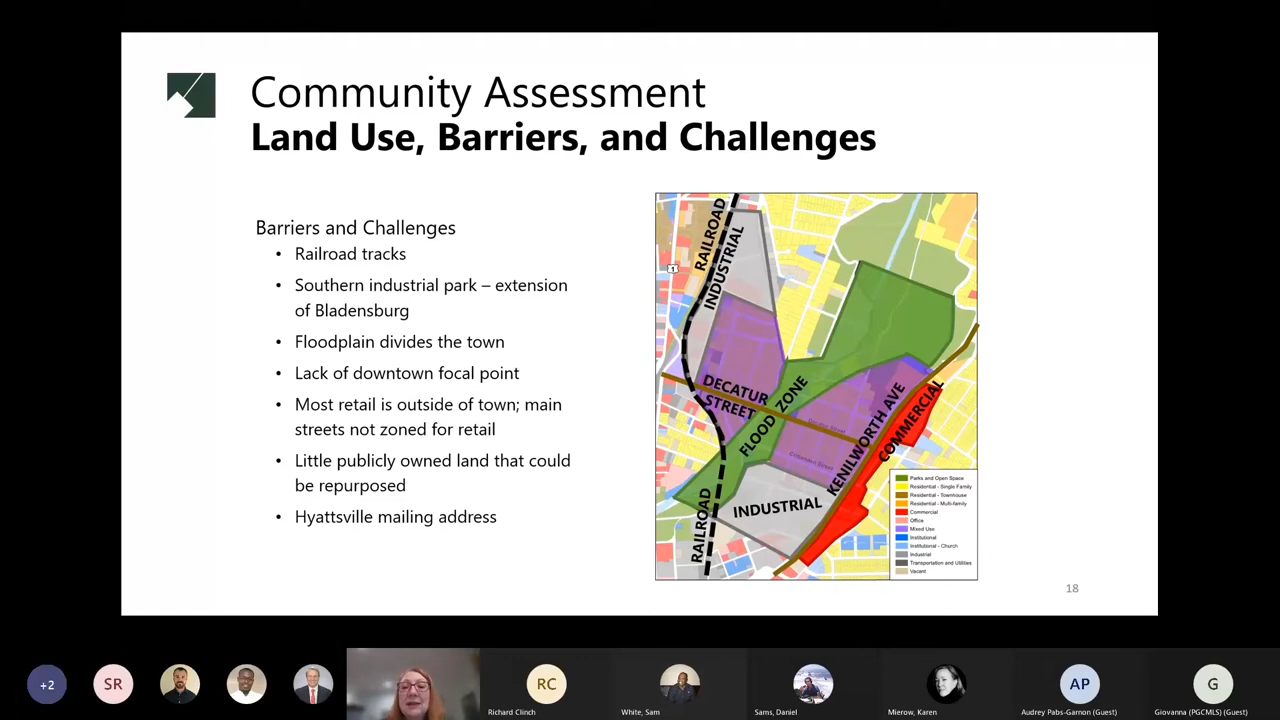 Community Assessment
Land Use, Barriers, and Challenges
Barriers and Challenges
• Railroad tracks
• Southern industrial park – extension
of Bladensburg
• Floodplain divides the town
• Lack of downtown focal point
• Most retail is outside of town; main
streets not zoned for retail
• Little publicly owned land that could
be repurposed
• Hyattsville mailing address
RAILROAD
INDUSTRIAL
1
DECATUR
STREET
FLOOD ZONE
KENILWORTH AVE
COMMERCIAL
INDUSTRIAL
RAILROAD
Parks and Open Space
Residential - Single Family
Residential - Townhouse
Residential - Multi-family
Commercial
Office
Mixed Use
Institutional
Institutional - Church
Industrial
Transportation and Utilities
Vacant
18
+2
SR
RC
AP
G
Richard Clinch
White, Sam
Sams, Daniel
Mierow, Karen
Audrey Pabs-Garnon (Guest)
Giovanna (PGCMLS) (Guest)